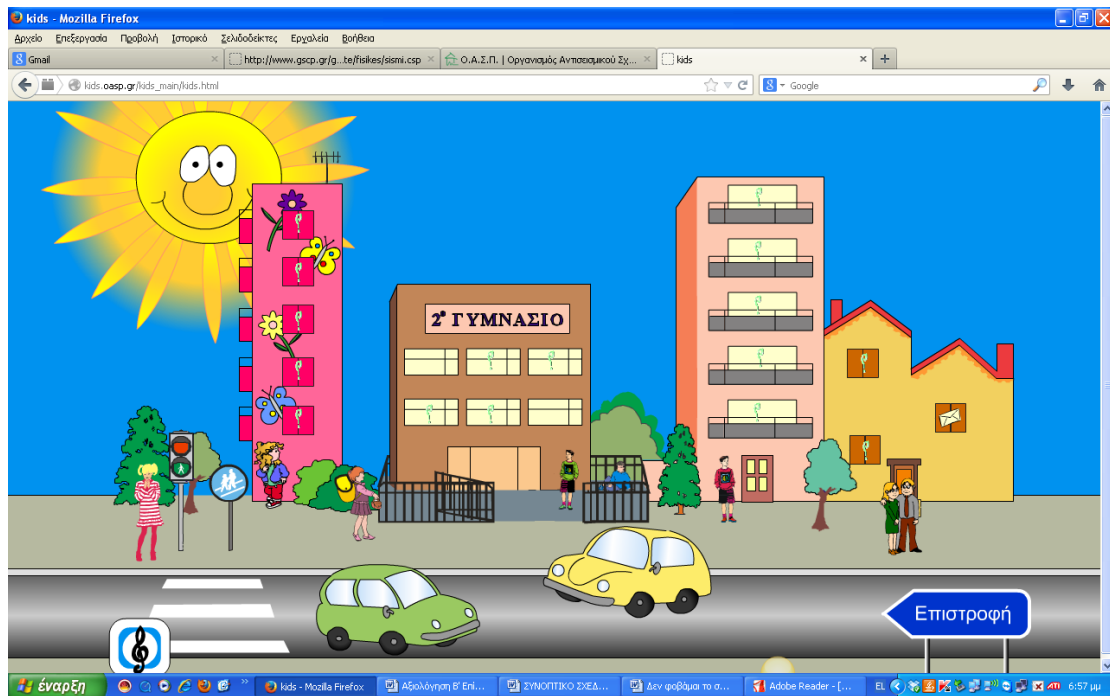 kids - Mozilla Firefox
Αρχείο Επεξεργασία Προβολή Ιστορικό Σελιδοδείκτες Εργαλεία Βοήθεια
Gmail
http://www.gscp.gr/g...te/fisikes/sismi.csp
Ο.Α.Σ.Π. | Οργανισμός Αντισεισμικού Σχ...
kids
kids.oasp.gr/kids_main/kids.html
Google
2° ΓΥΜΝΑΣΙΟ
Επιστροφή
έναρξη
kids - Mozilla Firefox
Αξιολόγηση Β' Επί...
ΣΥΝΟΠΤΙΚΟ ΣΧΕΔ...
Δεν φοβάμαι το σ...
Adobe Reader - [...
EL
6:57 μμ